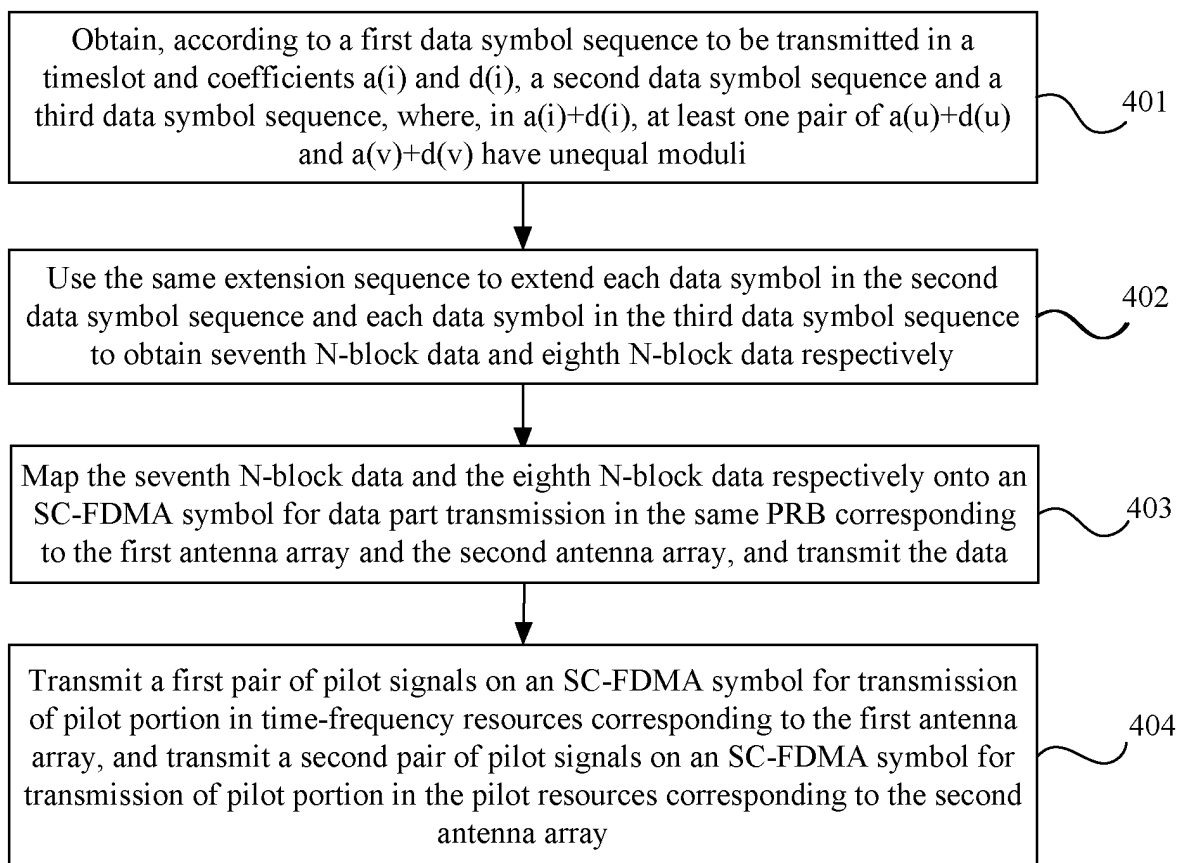 Obtain, according to a first data symbol sequence to be transmitted in a
timeslot and coefficients a(i) and d(i), a second data symbol sequence and a
third data symbol sequence, where, in a(i)+d(i), at least one pair of a(u)+d(u)
and a(v)+d(v) have unequal moduli
401
Use the same extension sequence to extend each data symbol in the second
data symbol sequence and each data symbol in the third data symbol sequence
to obtain seventh N-block data and eighth N-block data respectively
402
Map the seventh N-block data and the eighth N-block data respectively onto an
SC-FDMA symbol for data part transmission in the same PRB corresponding
to the first antenna array and the second antenna array, and transmit the data
403
Transmit a first pair of pilot signals on an SC-FDMA symbol for transmission
of pilot portion in time-frequency resources corresponding to the first antenna
array, and transmit a second pair of pilot signals on an SC-FDMA symbol for
transmission of pilot portion in the pilot resources corresponding to the second
antenna array
404